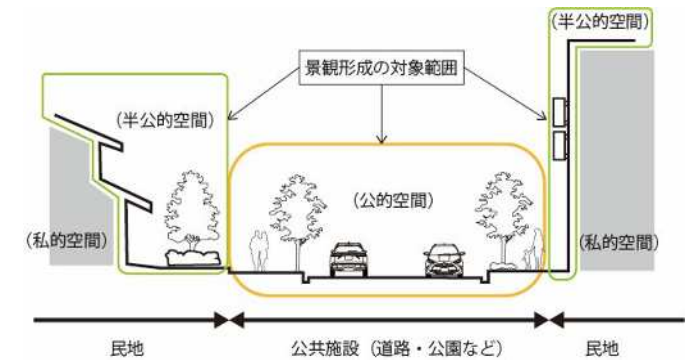 (半公的空間)
景観形成の対象範囲
(半公的空間)
(公的空間)
(私的空間)
(私的空間)
民地
公共施設（道路・公園など）
民地